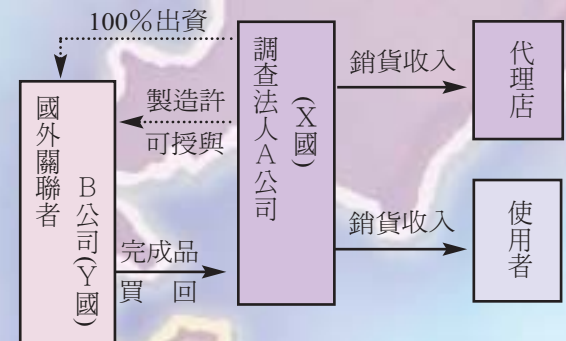 100%出資
國外關聯者
B公司(Y國)
製造許
可授與
完成品
買 回
調查法人A公司
(X國)
銷貨收入
代理店
銷貨收入
使用者